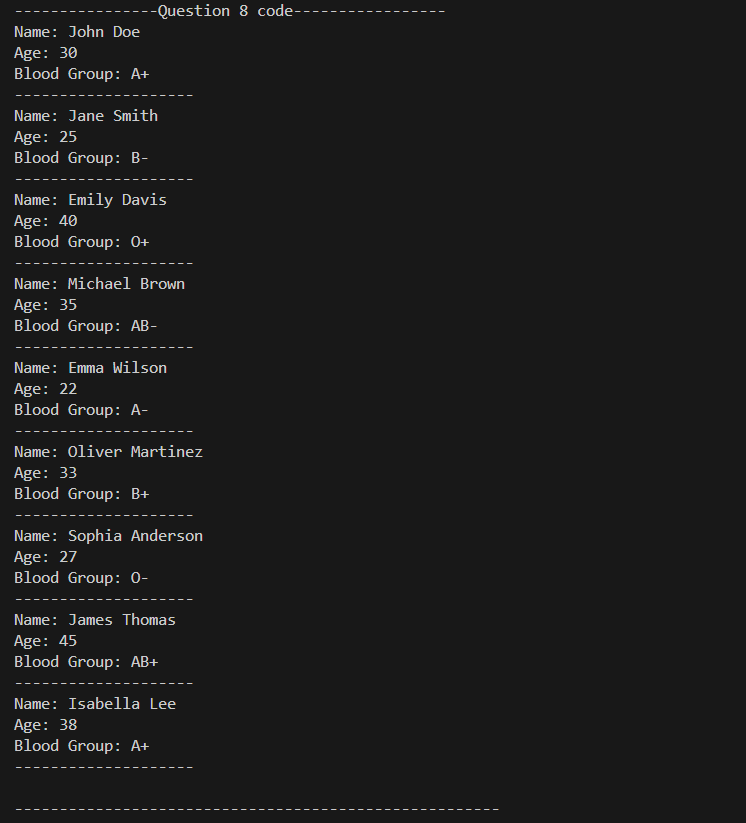 ----------------Question 8 code-----------------
Name: John Doe
Age: 30
Blood Group: A+
--------------------
Name: Jane Smith
Age: 25
Blood Group: B-
--------------------
Name: Emily Davis
Age: 40
Blood Group: O+
--------------------
Name: Michael Brown
Age: 35
Blood Group: AB-
--------------------
Name: Emma Wilson
Age: 22
Blood Group: A-
--------------------
Name: Oliver Martinez
Age: 33
Blood Group: B+
--------------------
Name: Sophia Anderson
Age: 27
Blood Group: O-
--------------------
Name: James Thomas
Age: 45
Blood Group: AB+
--------------------
Name: Isabella Lee
Age: 38
Blood Group: A+
--------------------
------------------------------------------------------